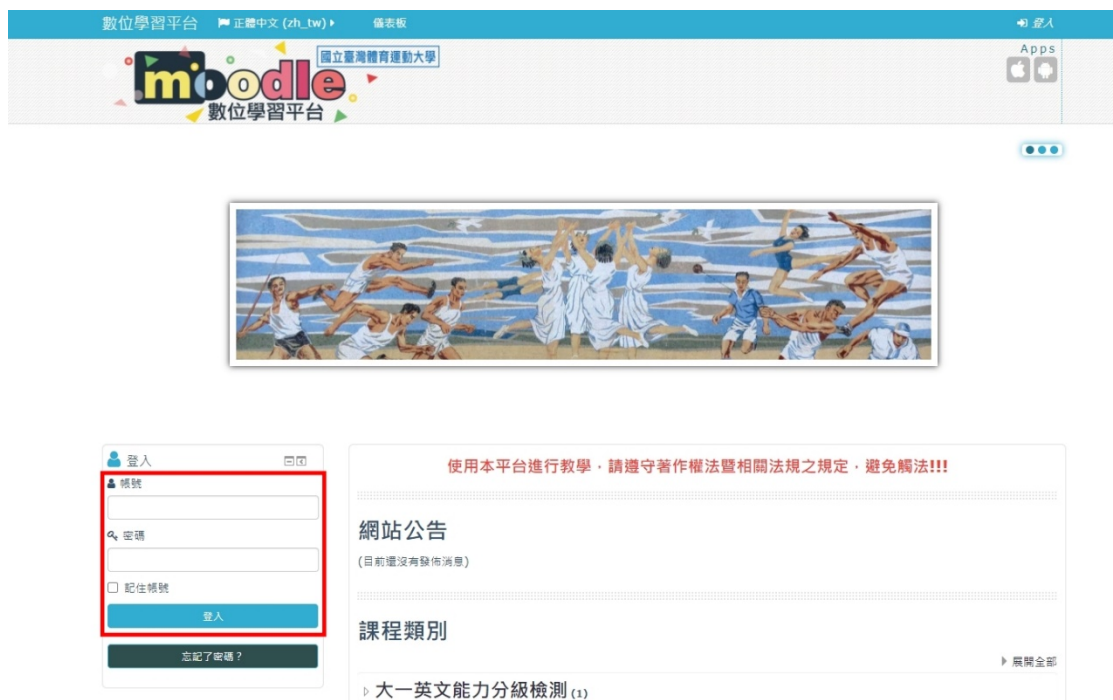 數位學習平台 正體中文 (zh_tw) 儀表板 登入
Apps
國立臺灣體育運動大學
moodle
數位學習平台
登入
帳號
密碼
記住帳號
登入
忘記了密碼？
使用本平台進行教學，請遵守著作權法暨相關法規之規定，避免觸法!!!
網站公告
(目前還沒有發佈消息)
課程類別
展開全部
大一英文能力分級檢測 (1)